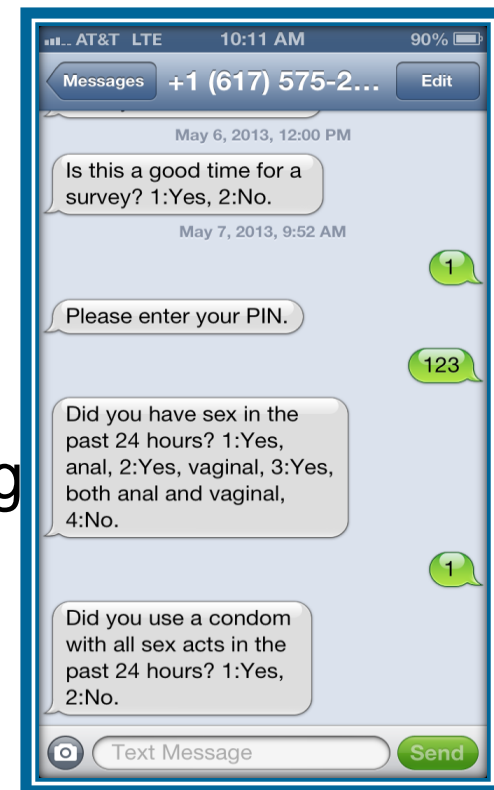 AT&T LTE 10:11 AM 90%
Messages +1 (617) 575-2... Edit
May 6, 2013, 12:00 PM
Is this a good time for a
survey? 1:Yes, 2:No.
May 7, 2013, 9:52 AM
1
Please enter your PIN.
123
Did you have sex in the
past 24 hours? 1:Yes,
anal, 2:Yes, vaginal, 3:Yes,
both anal and vaginal,
4:No.
g
1
Did you use a condom
with all sex acts in the
past 24 hours? 1:Yes,
2:No.
Text Message Send